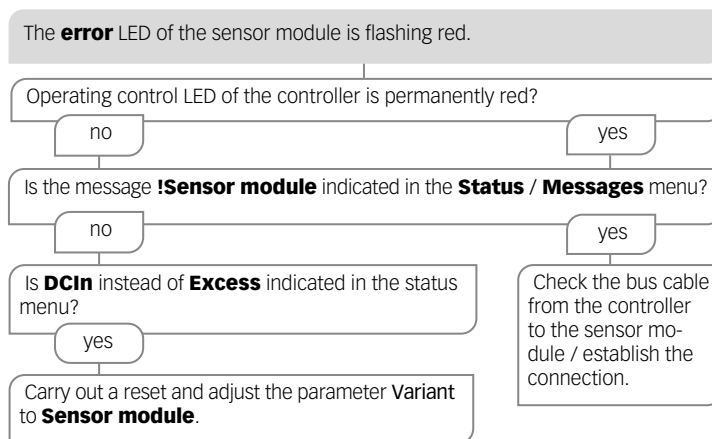 The error LED of the sensor module is flashing red.
Operating control LED of the controller is permanently red?
no
yes
Is the message !Sensor module indicated in the Status / Messages menu?
no
yes
Is DCIn instead of Excess indicated in the status
menu?
yes
Carry out a reset and adjust the parameter Variant
to Sensor module.
Check the bus cable
from the controller
to the sensor mo-
dule / establish the
connection.